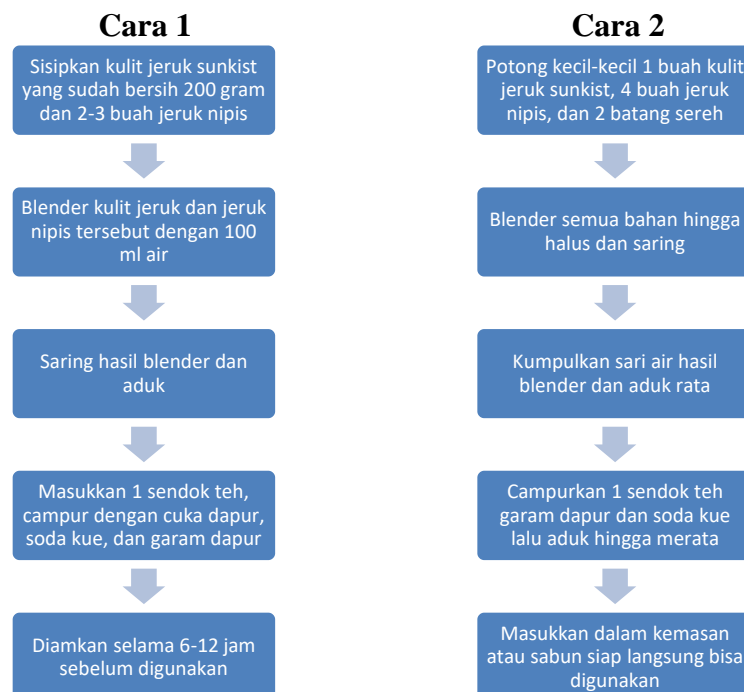 Cara 1
Sisipkan kulit jeruk sunkist
yang sudah bersih 200 gram
dan 2-3 buah jeruk nipis
Blender kulit jeruk dan jeruk
nipis tersebut dengan 100
ml air
Saring hasil blender dan
aduk
Masukkan 1 sendok teh,
campur dengan cuka dapur,
soda kue, dan garam dapur
Diamkan selama 6-12 jam
sebelum digunakan
Cara 2
Potong kecil-kecil 1 buah kulit
jeruk sunkist, 4 buah jeruk
nipis, dan 2 batang sereh
Blender semua bahan hingga
halus dan saring
Kumpulkan sari air hasil
blender dan aduk rata
Campurkan 1 sendok teh
garam dapur dan soda kue
lalu aduk hingga merata
Masukkan dalam kemasan
atau sabun siap langsung bisa
digunakan